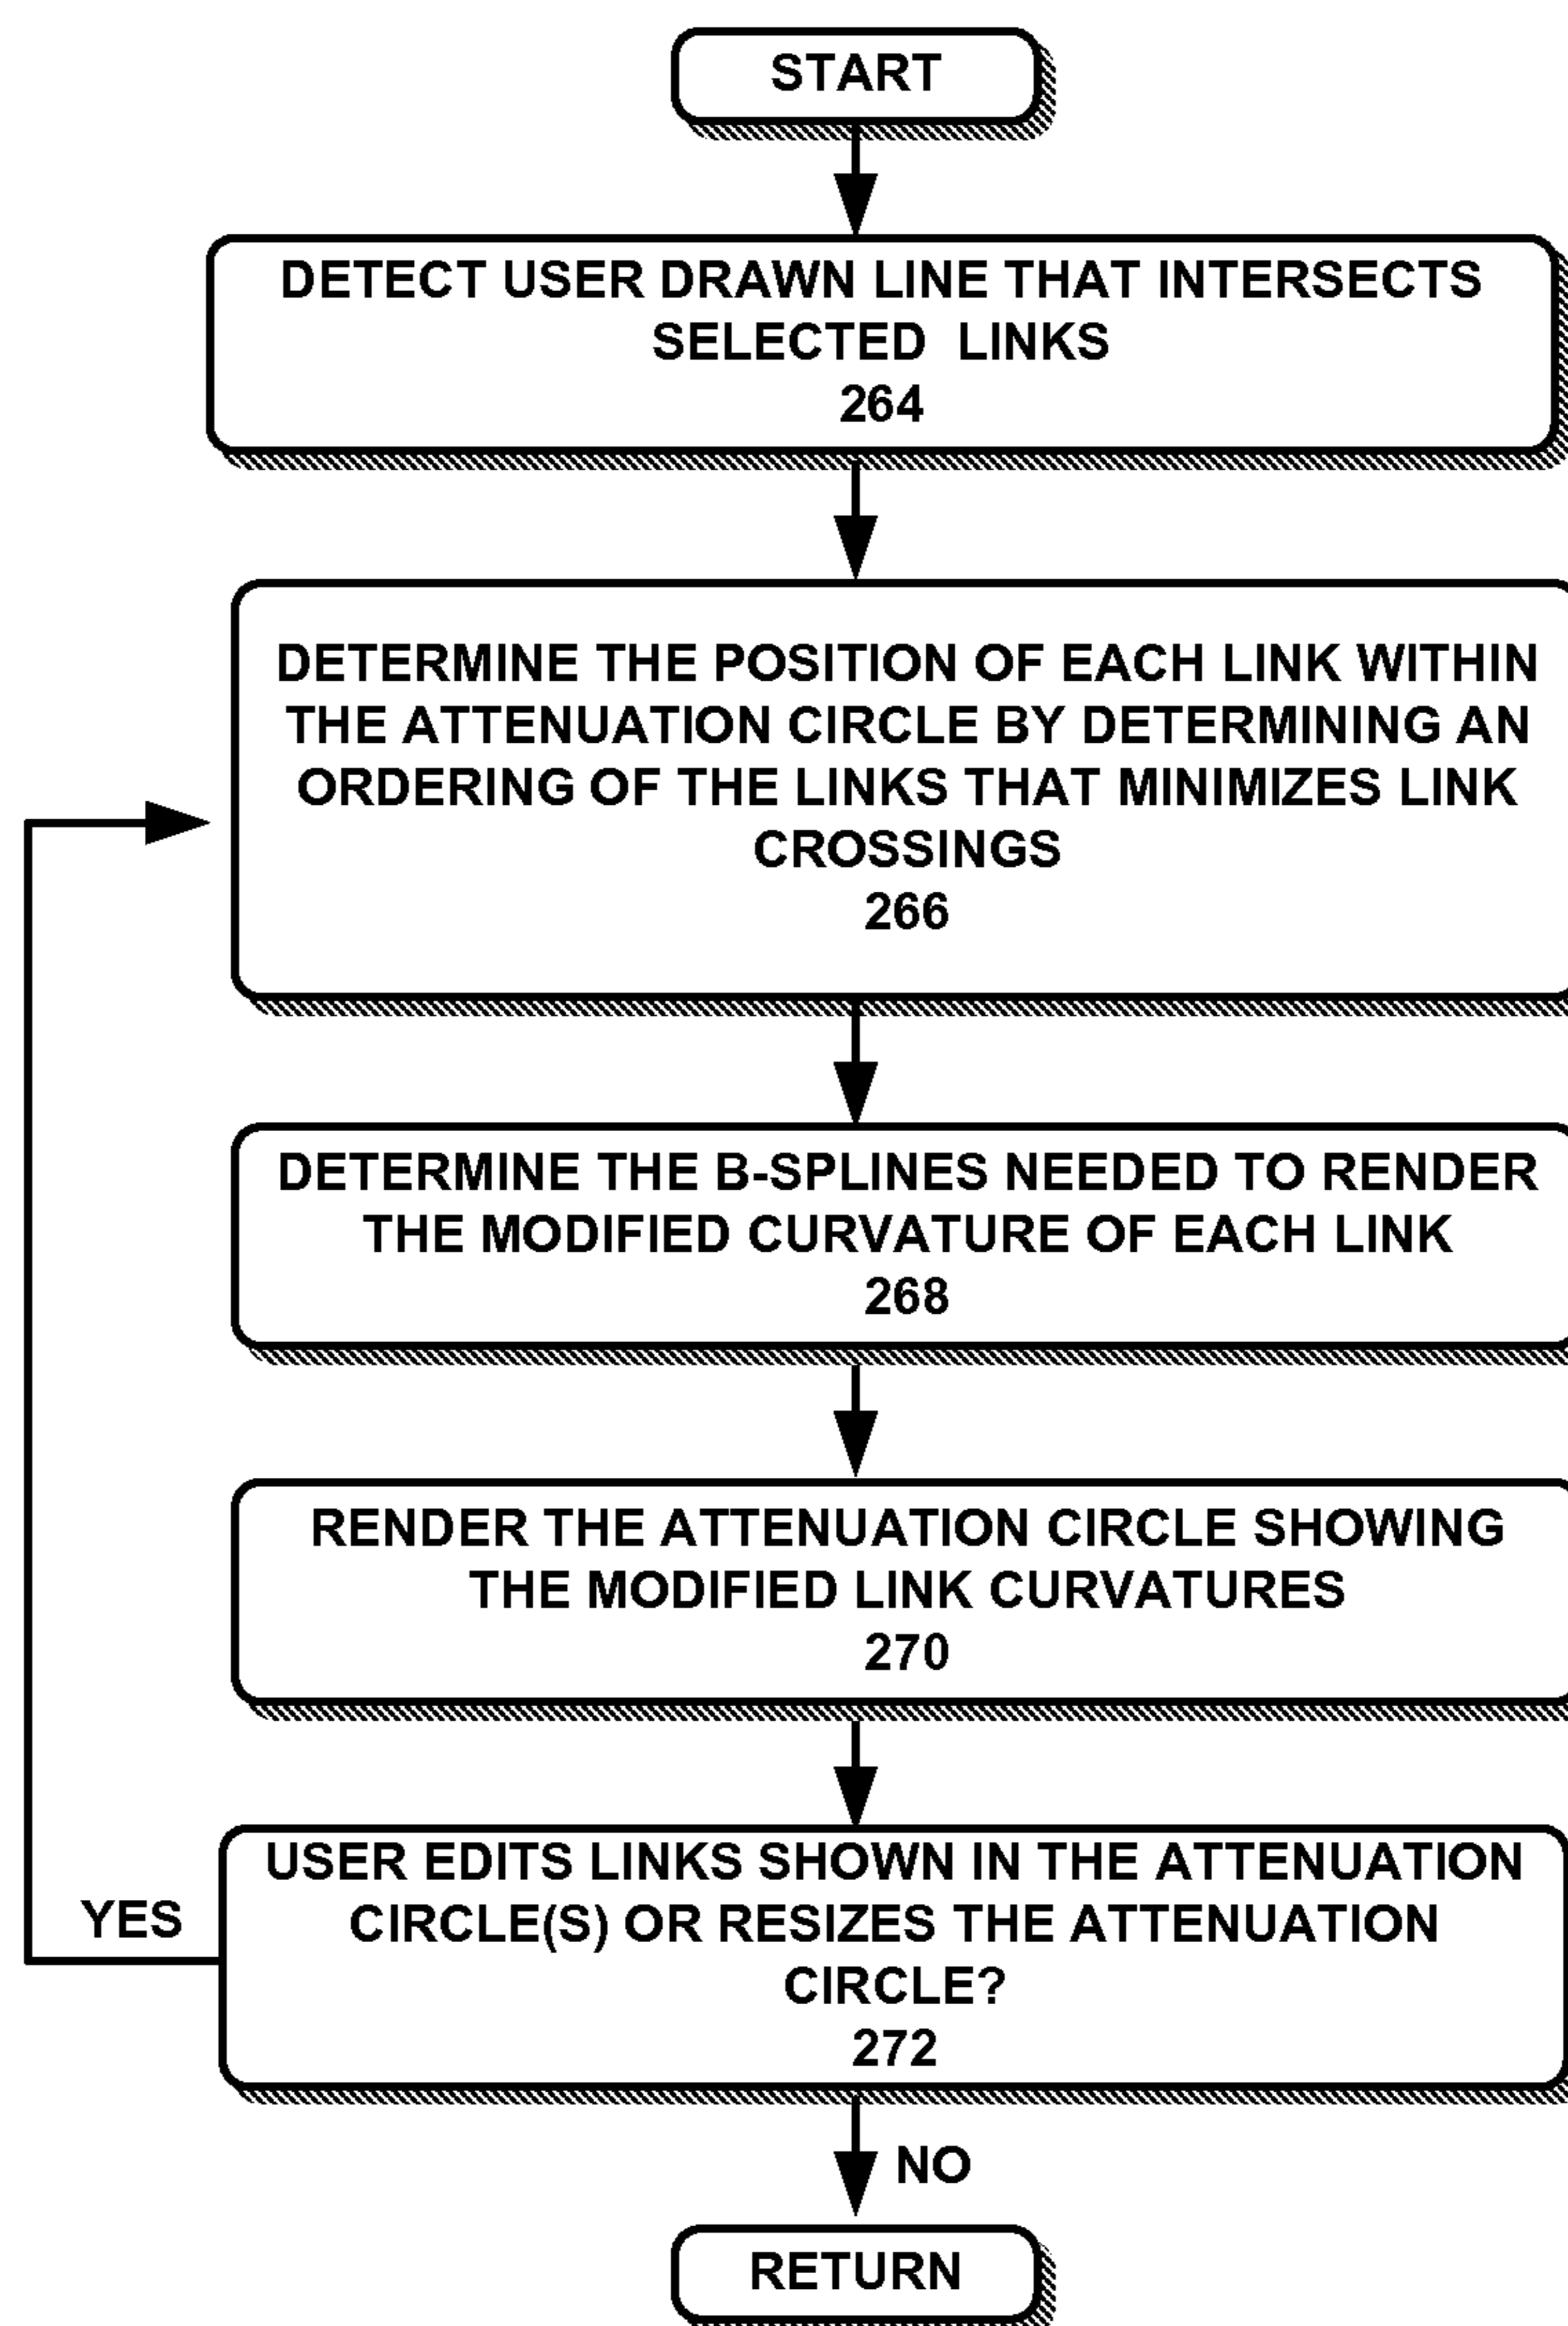 START
DETECT USER DRAWN LINE THAT INTERSECTS
SELECTED LINKS
264
DETERMINE THE POSITION OF EACH LINK WITHIN
THE ATTENUATION CIRCLE BY DETERMINING AN
ORDERING OF THE LINKS THAT MINIMIZES LINK
CROSSINGS
266
DETERMINE THE B-SPLINES NEEDED TO RENDER
THE MODIFIED CURVATURE OF EACH LINK
268
RENDER THE ATTENUATION CIRCLE SHOWING
THE MODIFIED LINK CURVATURES
270
USER EDITS LINKS SHOWN IN THE ATTENUATION
CIRCLE(S) OR RESIZES THE ATTENUATION
CIRCLE?
272
YES
NO
RETURN